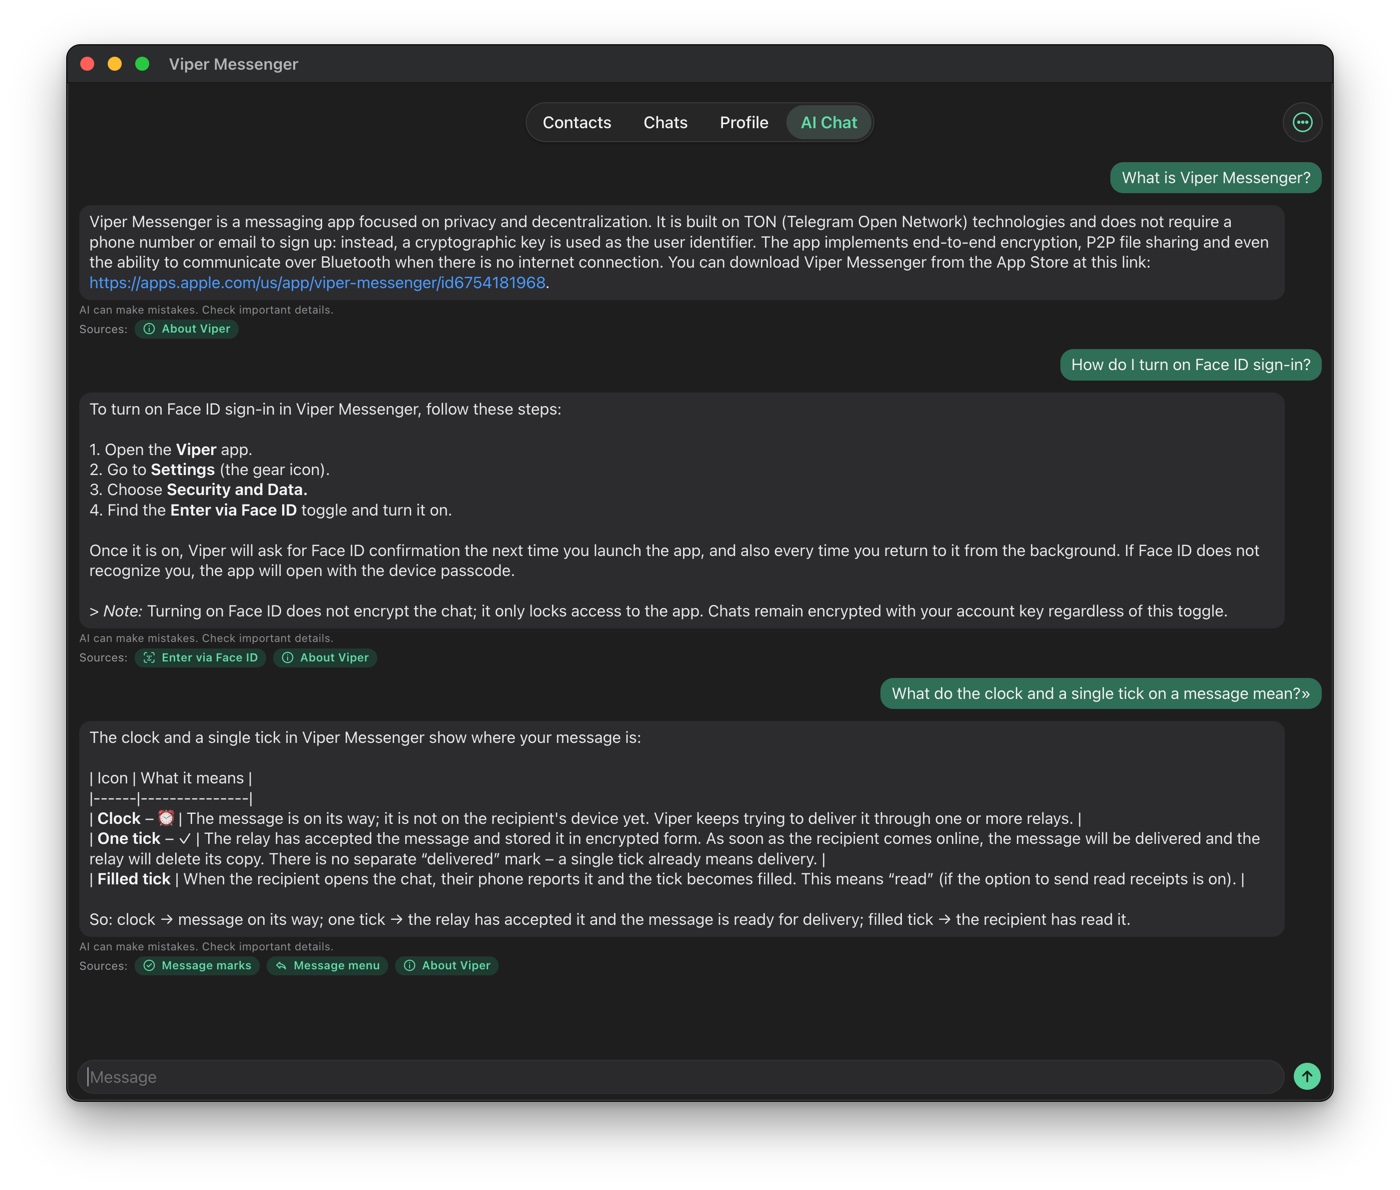 Viper Messenger
Contacts Chats Profile AI Chat
What is Viper Messenger?
Viper Messenger is a messaging app focused on privacy and decentralization. It is built on TON (Telegram Open Network) technologies and does not require a
phone number or email to sign up: instead, a cryptographic key is used as the user identifier. The app implements end-to-end encryption, P2P file sharing and even
the ability to communicate over Bluetooth when there is no internet connection. You can download Viper Messenger from the App Store at this link:
https://apps.apple.com/us/app/viper-messenger/id6754181968.
AI can make mistakes. Check important details.
Sources: About Viper
How do I turn on Face ID sign-in?
To turn on Face ID sign-in in Viper Messenger, follow these steps:
1. Open the Viper app.
2. Go to Settings (the gear icon).
3. Choose Security and Data.
4. Find the Enter via Face ID toggle and turn it on.
Once it is on, Viper will ask for Face ID confirmation the next time you launch the app, and also every time you return to it from the background. If Face ID does not
recognize you, the app will open with the device passcode.
> Note: Turning on Face ID does not encrypt the chat; it only locks access to the app. Chats remain encrypted with your account key regardless of this toggle.
AI can make mistakes. Check important details.
Sources: Enter via Face ID About Viper
What do the clock and a single tick on a message mean?»
The clock and a single tick in Viper Messenger show where your message is:
| Icon | What it means |
|------|---------------|
| Clock – ⏰ | The message is on its way; it is not on the recipient's device yet. Viper keeps trying to deliver it through one or more relays. |
| One tick – ✓ | The relay has accepted the message and stored it in encrypted form. As soon as the recipient comes online, the message will be delivered and the
relay will delete its copy. There is no separate “delivered” mark – a single tick already means delivery. |
| Filled tick | When the recipient opens the chat, their phone reports it and the tick becomes filled. This means “read” (if the option to send read receipts is on). |
So: clock → message on its way; one tick → the relay has accepted it and the message is ready for delivery; filled tick → the recipient has read it.
AI can make mistakes. Check important details.
Sources: Message marks Message menu About Viper
Message